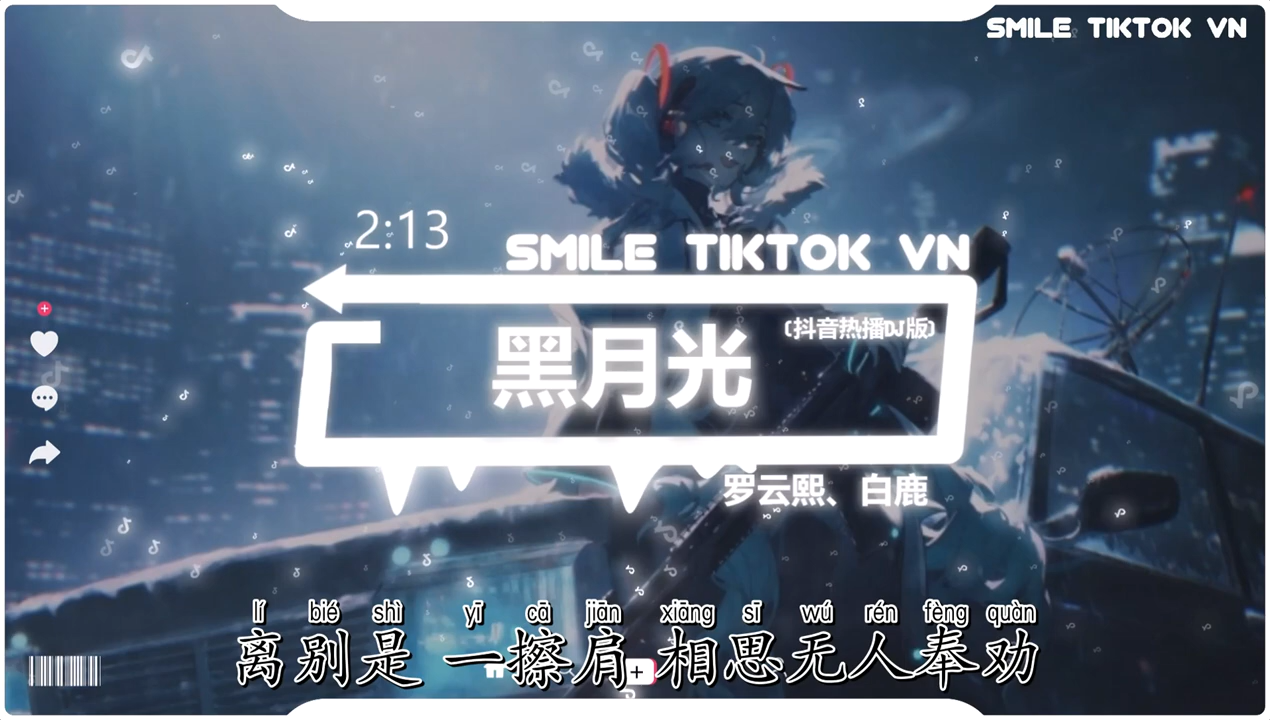 SMILE TIKTOK VN
2:13
SMILE TIKTOK VN
黑月光
(抖音热播DJ版)
罗云熙、白鹿
lí bié shì yī cā jiān xiāng sī wú rén fèng quàn
离别是 一擦肩 相思无人奉劝